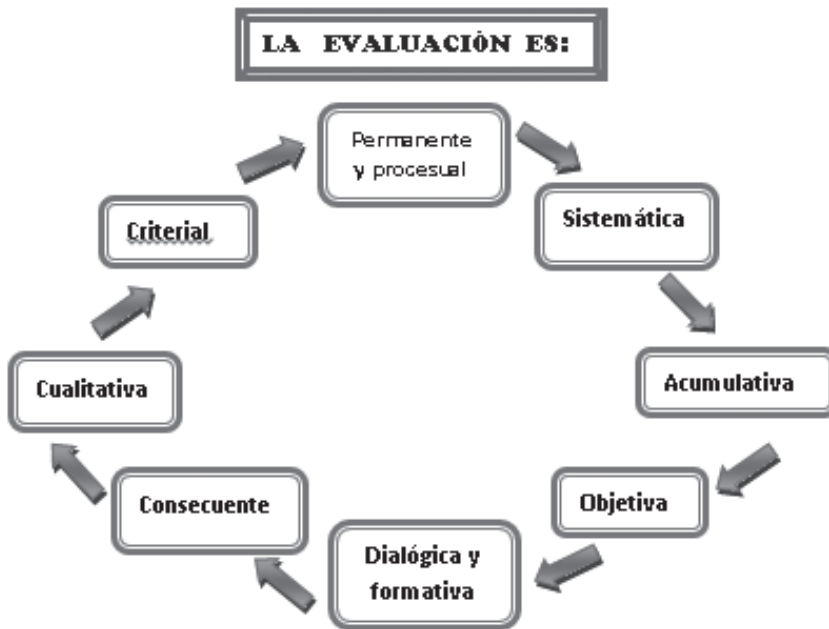 LA EVALUACIÓN ES:
Permanente
y procesual
Sistemática
Acumulativa
Objetiva
Dialógica y
formativa
Consecuente
Cualitativa
Criterial